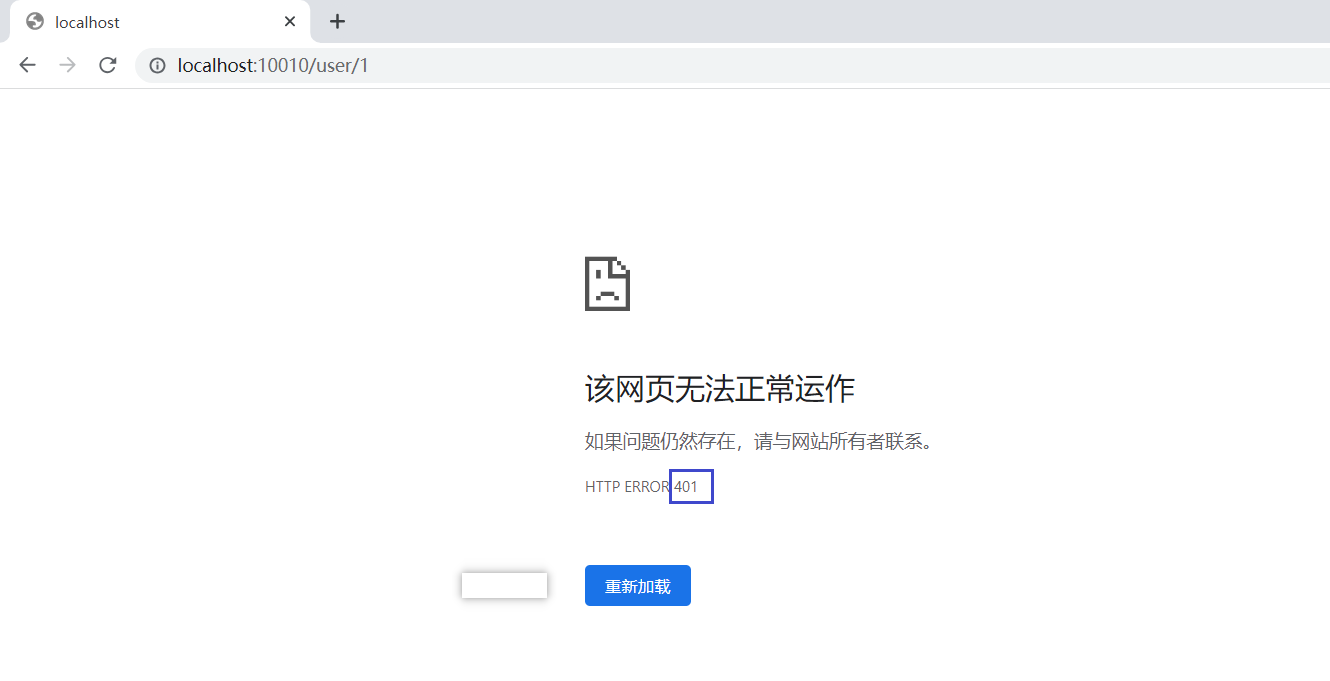 localhost
localhost:10010/user/1
该网页无法正常运作
如果问题仍然存在，请与网站所有者联系。
HTTP ERROR 401
重新加载